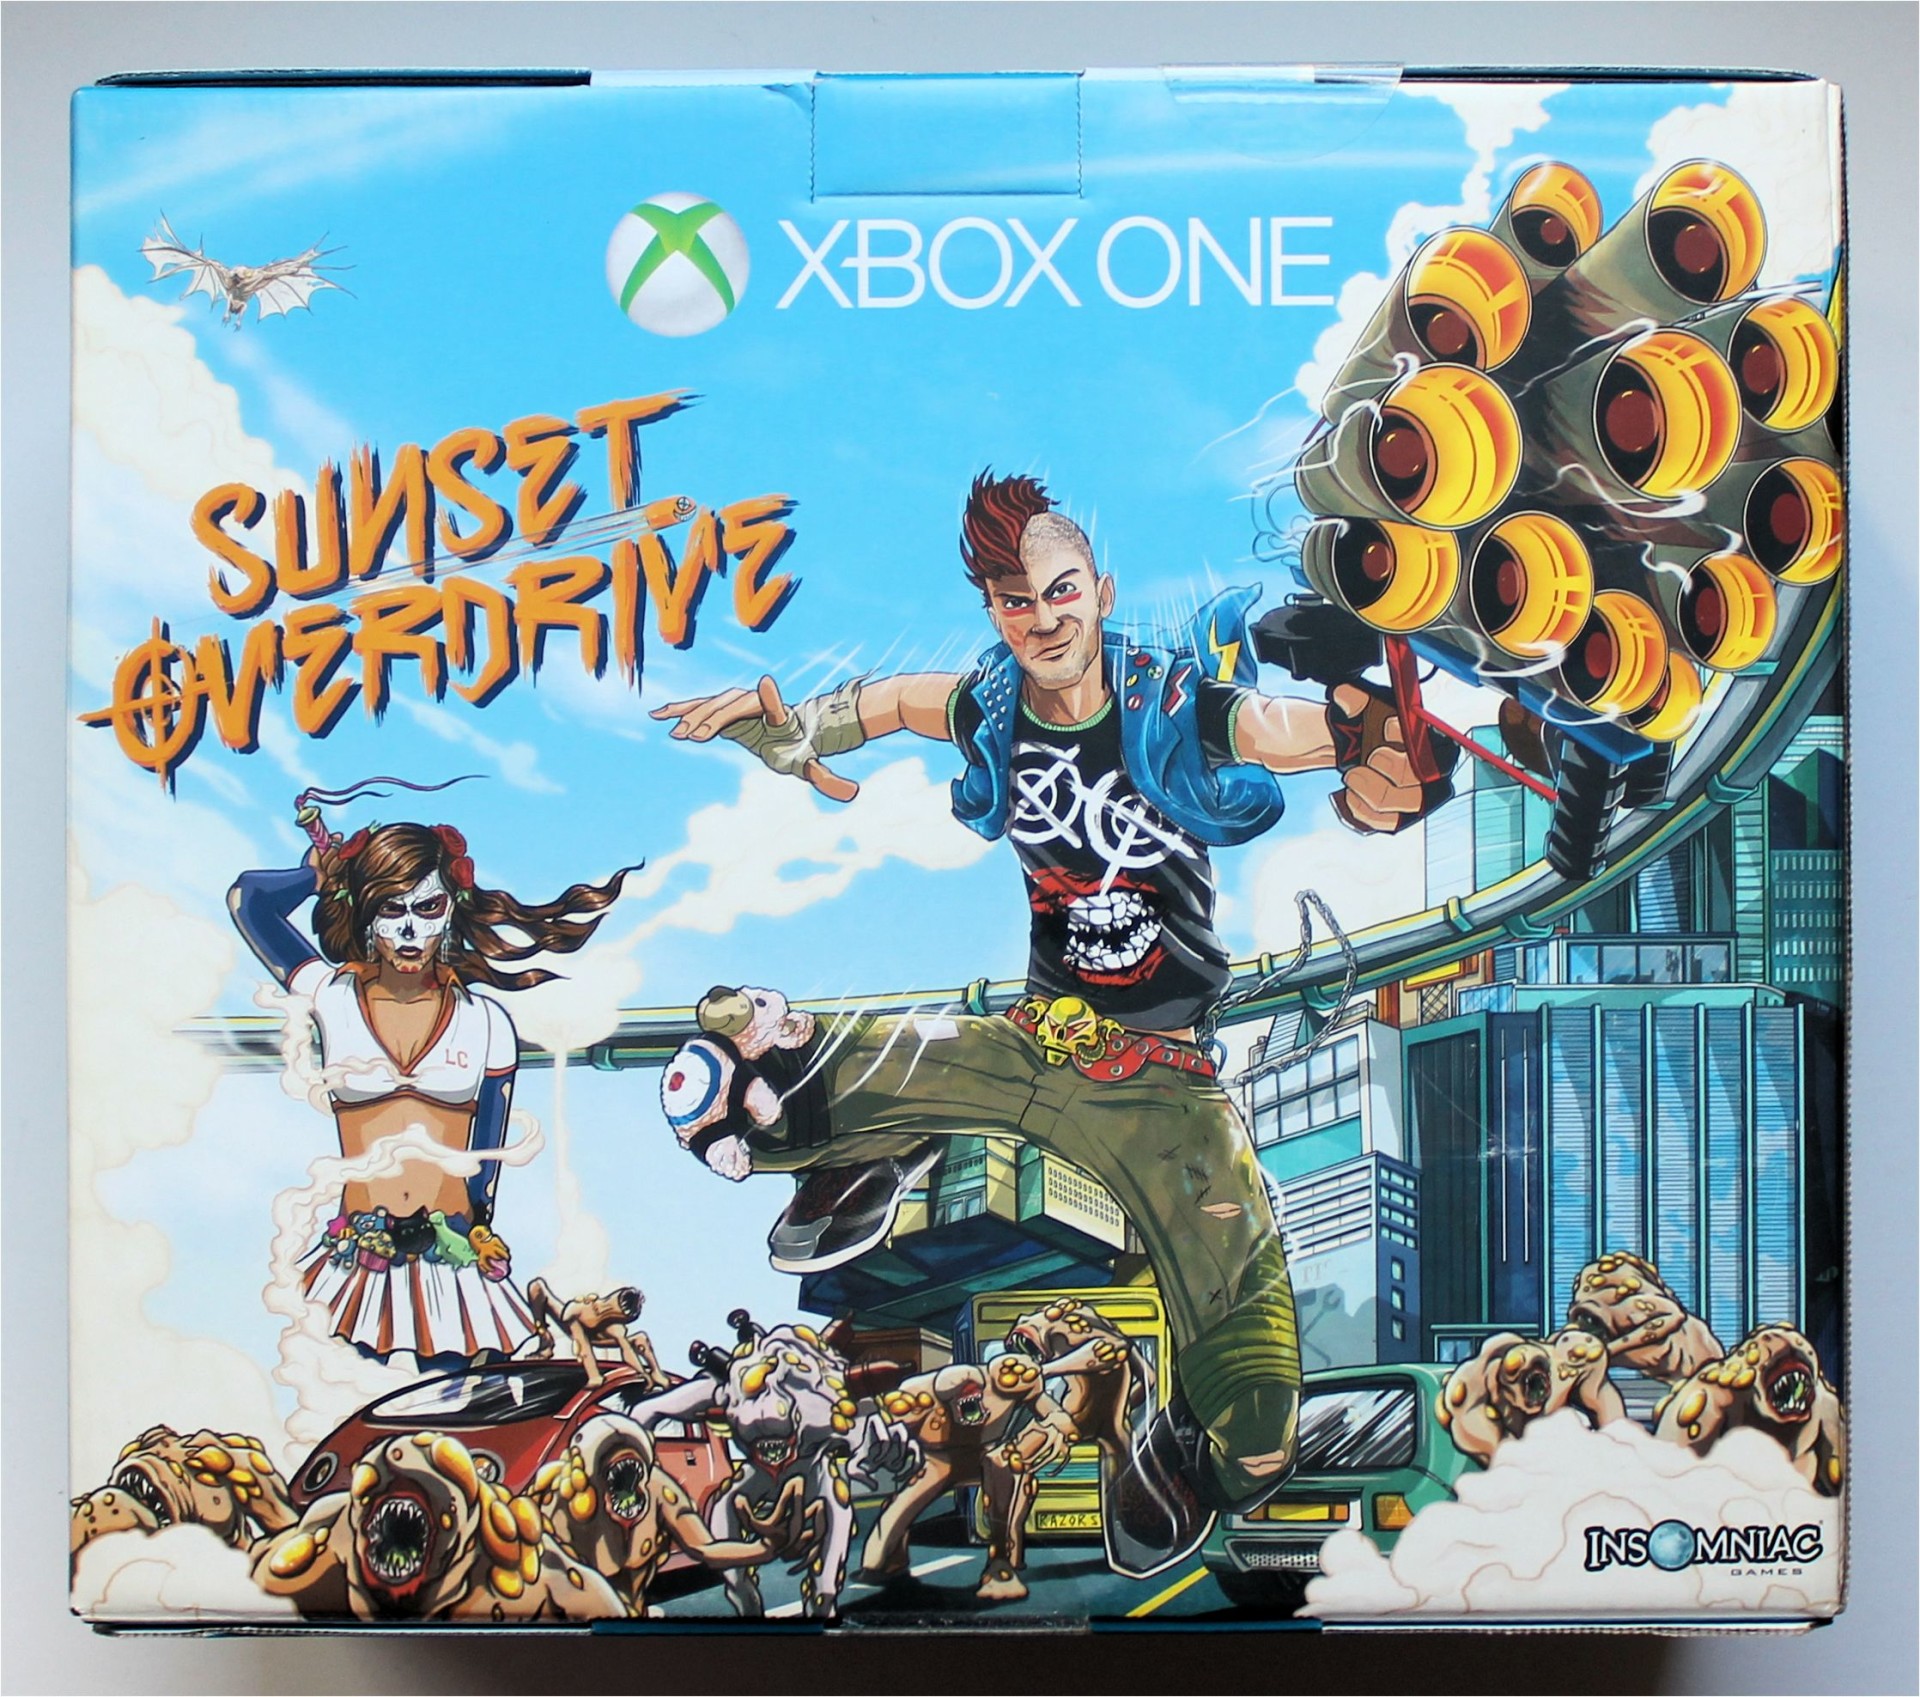 XBOX ONE
SUNSET
OVERDRIVE
LC
RAZORS
INSOMNIAC
GAMES